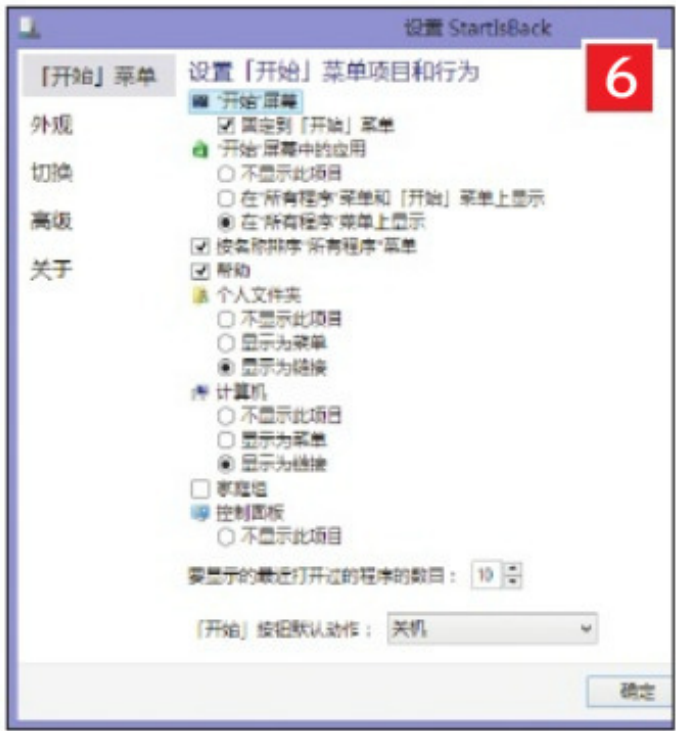 设置 StartIsBack
6
「开始」菜单
外观
切换
高级
关于
设置「开始」菜单项目和行为
"开始"屏幕
固定到「开始」菜单
"开始"屏幕中的应用
不显示此项目
在"所有程序"菜单和「开始」菜单上显示
在"所有程序"菜单上显示
按名称排序"所有程序"菜单
帮助
个人文件夹
不显示此项目
显示为菜单
显示为链接
计算机
不显示此项目
显示为菜单
显示为链接
家庭组
控制面板
不显示此项目
要显示的最近打开过的程序的数目： 10
「开始」按钮默认动作： 关机
确定